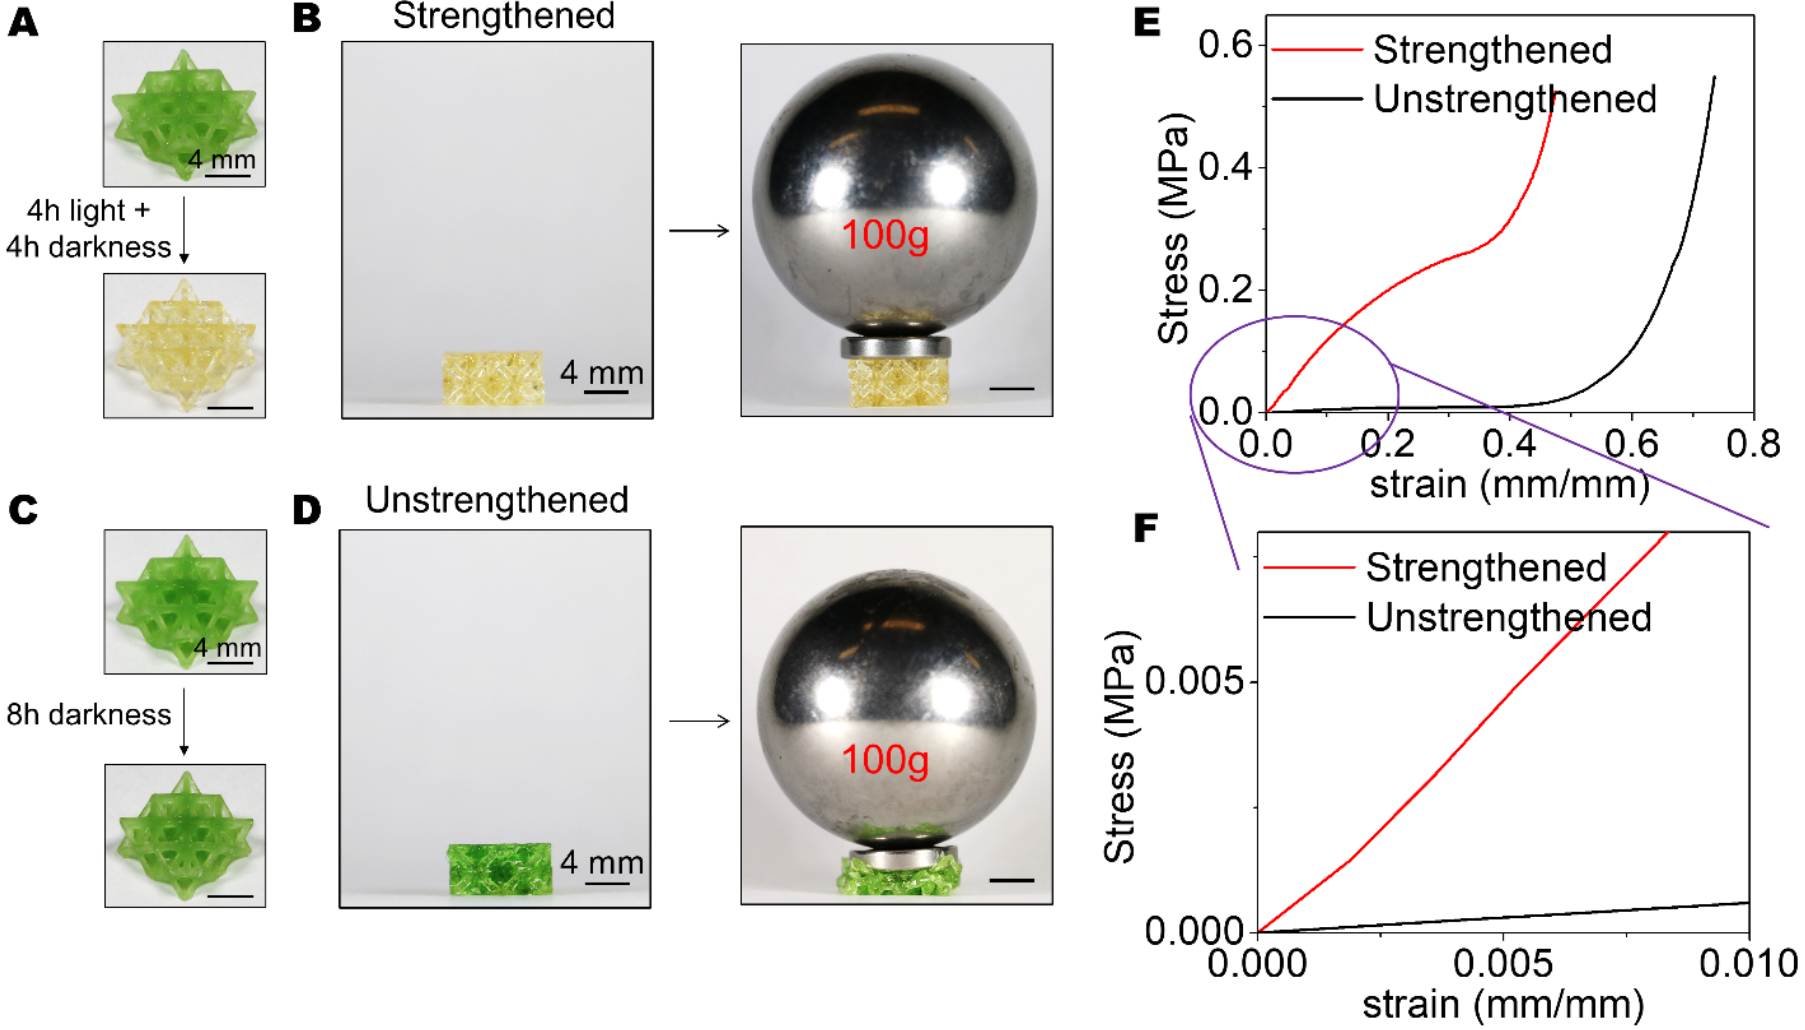 A
4 mm
4h light +
4h darkness
B
Strengthened
4 mm
100g
C
4 mm
8h darkness
D
Unstrengthened
4 mm
100g
E
Strengthened
Unstrengthened
Stress (MPa)
0.6
0.4
0.2
0.0
0.0 0.2 0.4 0.6 0.8
strain (mm/mm)
F
Strengthened
Unstrengthened
Stress (MPa)
0.005
0.000
0.000 0.005 0.010
strain (mm/mm)